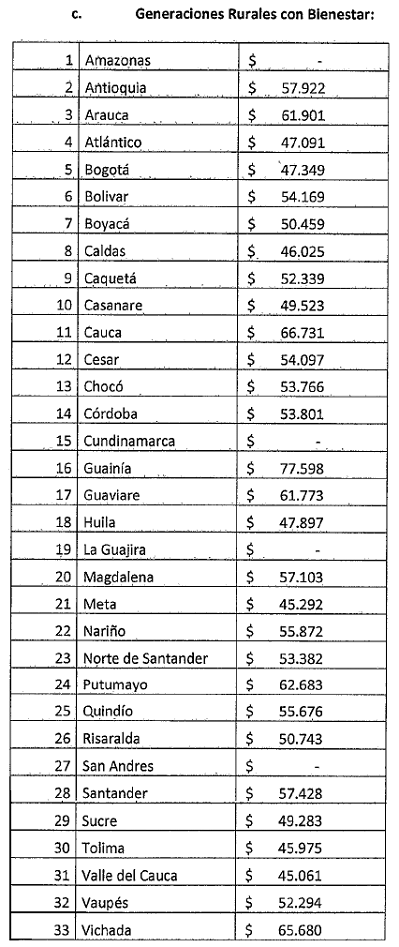 c. Generaciones Rurales con Bienestar:
1 Amazonas $ -
2 Antioquia $ 57.922
3 Arauca $ 61.901
4 Atlántico $ 47.091
5 Bogotá $ 47.349
6 Bolivar $ 54.169
7 Boyacá $ 50.459
8 Caldas $ 46.025
9 Caquetá $ 52.339
10 Casanare $ 49.523
11 Cauca $ 66.731
12 Cesar $ 54.097
13 Chocó $ 53.766
14 Córdoba $ 53.801
15 Cundinamarca $ -
16 Guainía $ 77.598
17 Guaviare $ 61.773
18 Huila $ 47.897
19 La Guajira $ -
20 Magdalena $ 57.103
21 Meta $ 45.292
22 Nariño $ 55.872
23 Norte de Santander $ 53.382
24 Putumayo $ 62.683
25 Quindío $ 55.676
26 Risaralda $ 50.743
27 San Andres $ -
28 Santander $ 57.428
29 Sucre $ 49.283
30 Tolima $ 45.975
31 Valle del Cauca $ 45.061
32 Vaupés $ 52.294
33 Vichada $ 65.680